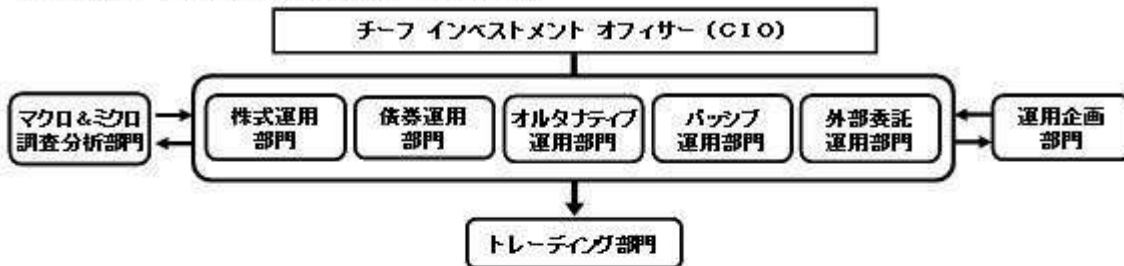 チーフ インベストメント オフィサー (CIO)
マクロ&ミクロ
調査分析部門
株式運用
部門
債券運用
部門
オルタナティブ
運用部門
パッシブ
運用部門
外部委託
運用部門
運用企画
部門
トレーディング部門